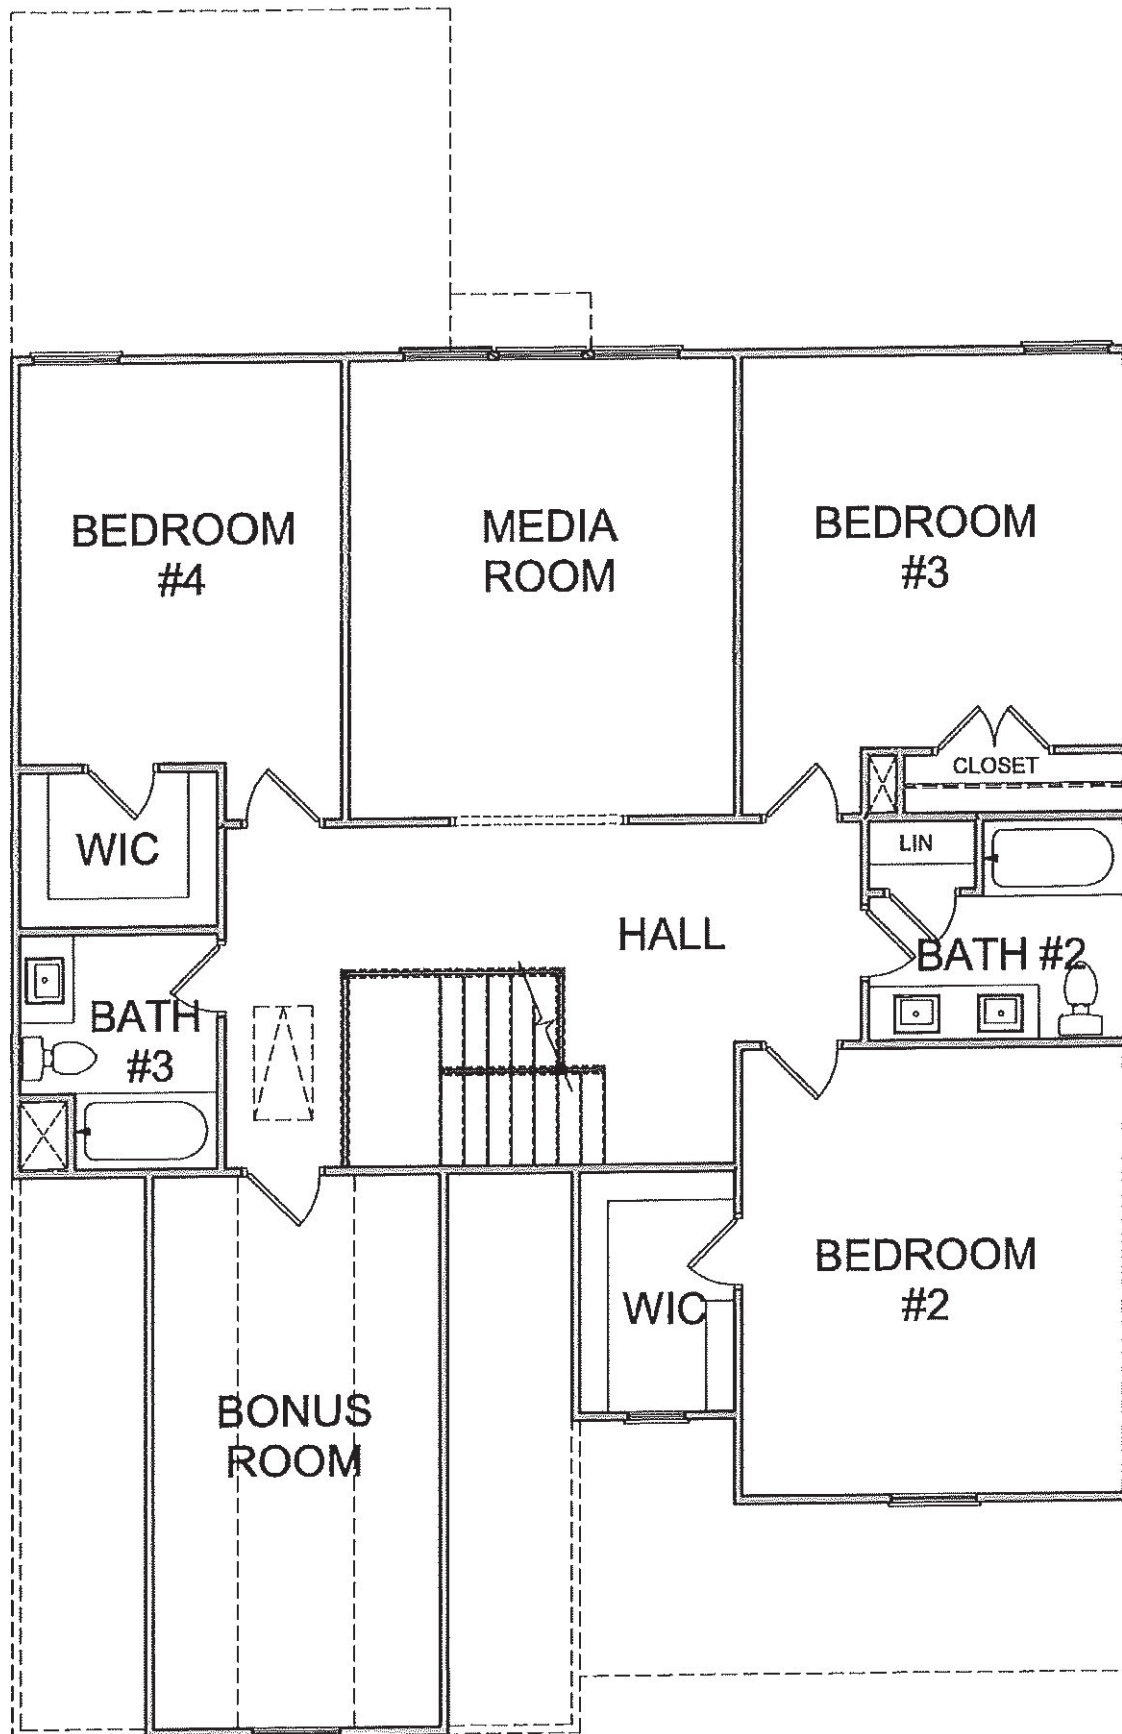 BEDROOM
#4
MEDIA
ROOM
BEDROOM
#3
CLOSET
WIC
LIN
HALL
BATH #2
BATH
#3
BEDROOM
#2
WIC
BONUS
ROOM